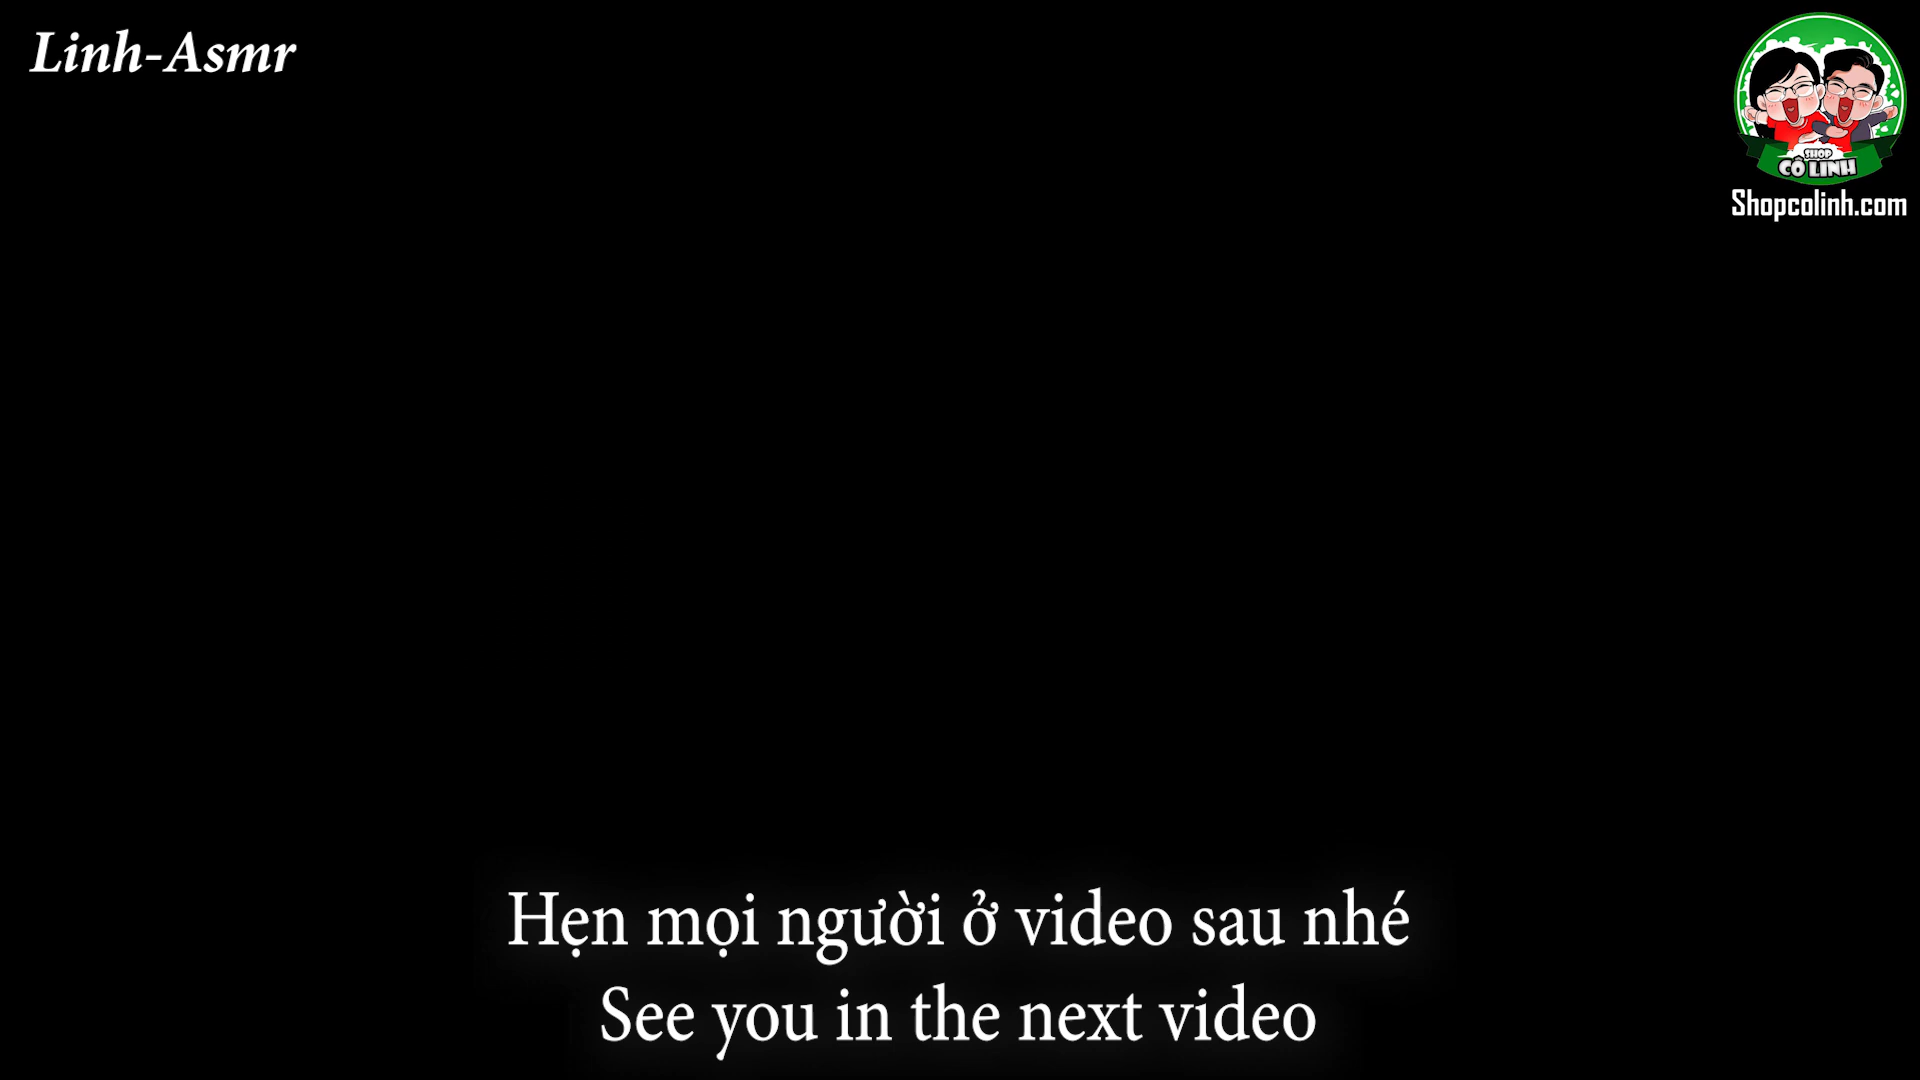 Linh-Asmr
SHOP
CÔ LINH
Shopcolinh.com
Hẹn mọi người ở video sau nhé
See you in the next video